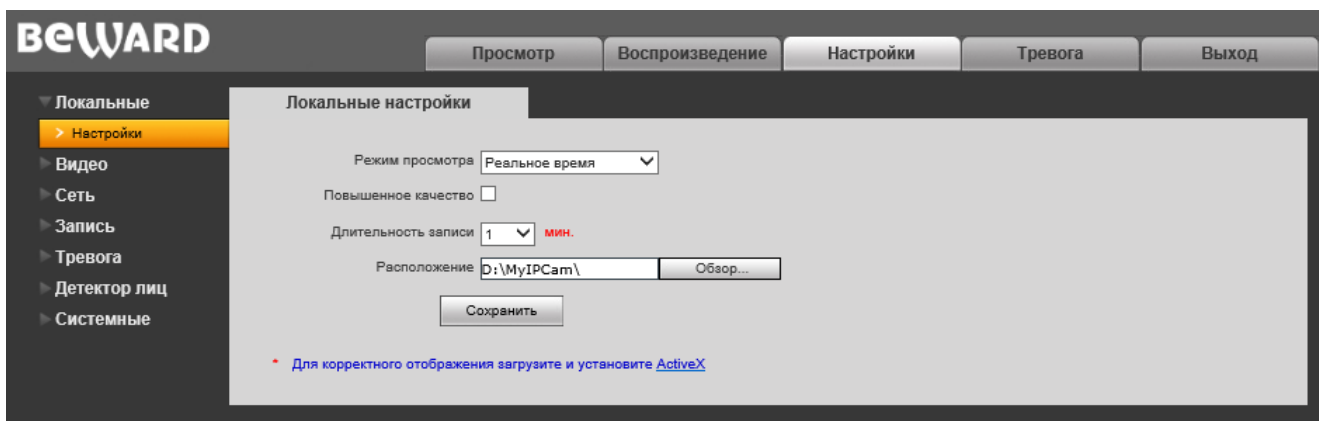 BEWARD
Просмотр Воспроизведение Настройки Тревога Выход
Локальные
Настройки
Видео
Сеть
Запись
Тревога
Детектор лиц
Системные
Локальные настройки
Режим просмотра Реальное время
Повышенное качество
Длительность записи 1 мин.
Расположение D:\MyIPCam\ Обзор...
Сохранить
* Для корректного отображения загрузите и установите ActiveX